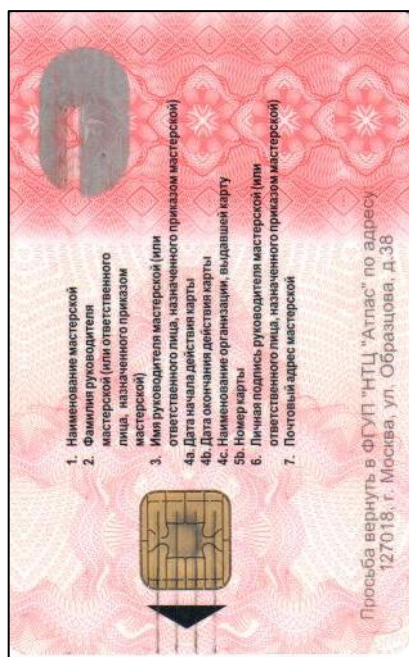 1. Наименование мастерской
2. Фамилия руководителя
мастерской (или ответственного
лица, назначенного приказом
мастерской)
3. Имя руководителя мастерской (или
ответственного лица, назначенного приказом мастерской)
4a. Дата начала действия карты
4b. Дата окончания действия карты
4c. Наименование организации, выдавшей карту
5b. Номер карты
6. Личная подпись руководителя мастерской (или
ответственного лица, назначенного приказом мастерской)
7. Почтовый адрес мастерской
Просьба вернуть в ФГУП "НТЦ "Атлас" по адресу
127018, г. Москва, ул. Образцова, д.38